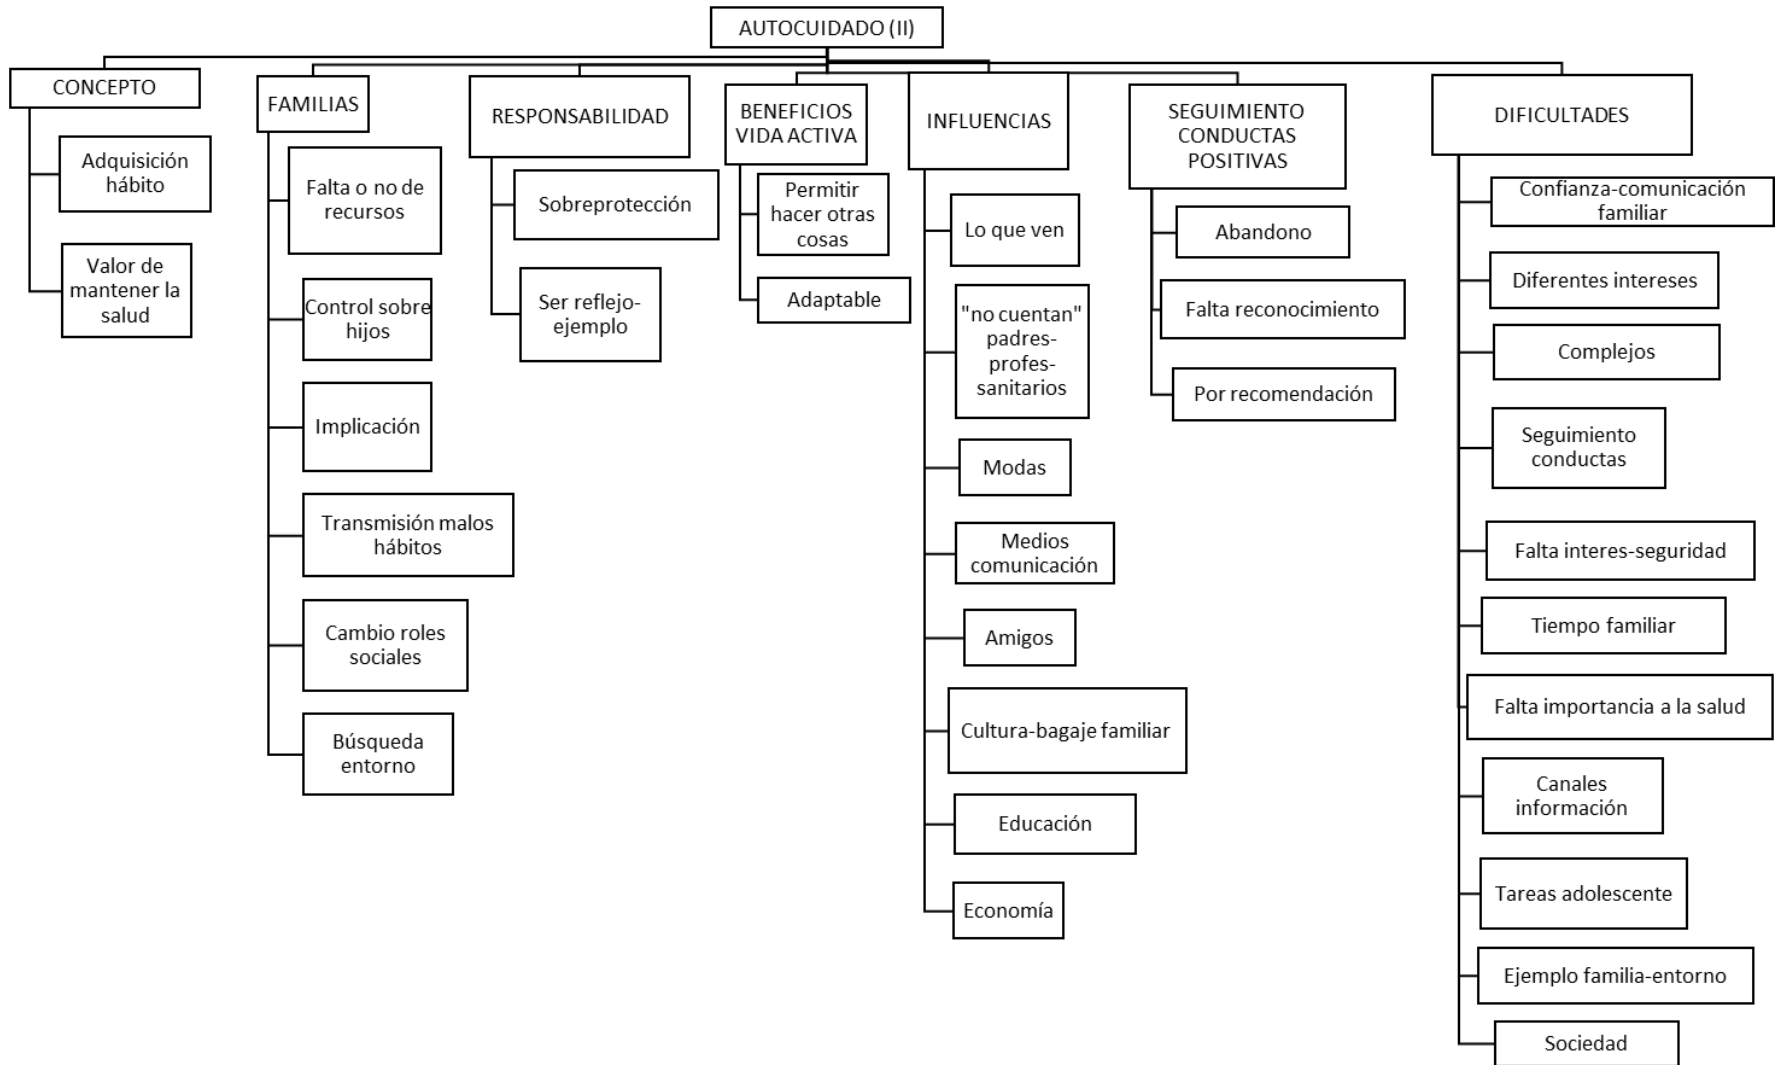 AUTOCUIDADO (II)
CONCEPTO
Adquisición
hábito
Valor de
mantener la
salud
FAMILIAS
Falta o no de
recursos
Control sobre
hijos
Implicación
Transmisión malos
hábitos
Cambio roles
sociales
Búsqueda
entorno
RESPONSABILIDAD
Sobreprotección
Ser reflejo-
ejemplo
BENEFICIOS
VIDA ACTIVA
Permitir
hacer otras
cosas
Adaptable
INFLUENCIAS
Lo que ven
"no cuentan"
padres-
profes-
sanitarios
Modas
Medios
comunicación
Amigos
Cultura-bagaje familiar
Educación
Economía
SEGUIMIENTO
CONDUCTAS
POSITIVAS
Abandono
Falta reconocimiento
Por recomendación
DIFICULTADES
Confianza-comunicación
familiar
Diferentes intereses
Complejos
Seguimiento
conductas
Falta interes-seguridad
Tiempo familiar
Falta importancia a la salud
Canales
información
Tareas adolescente
Ejemplo familia-entorno
Sociedad